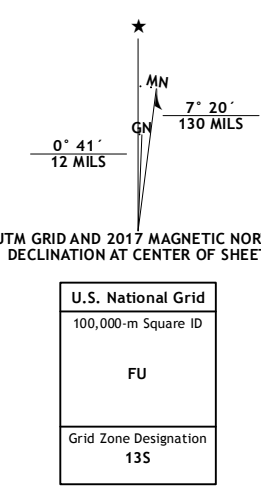 ★
MN
GN
7° 20´
130 MILS
0° 41´
12 MILS
UTM GRID AND 2017 MAGNETIC NOR
DECLINATION AT CENTER OF SHEET
U.S. National Grid
100,000-m Square ID
FU
Grid Zone Designation
13S